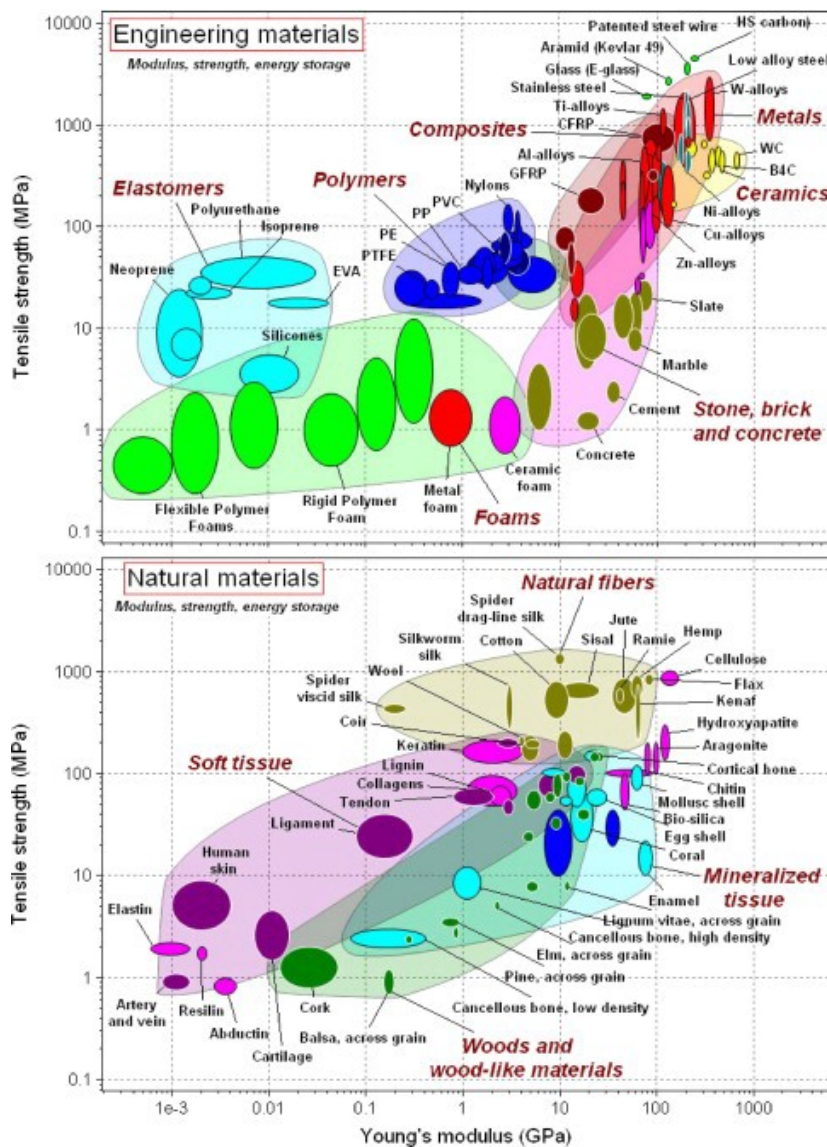 Engineering materials
Modulus, strength, energy storage
Patented steel wire
HS carbon)
Aramid (Kevlar 49)
Glass (E-glass)
Low alloy steel
Stainless steel
W-alloys
Ti-alloys
Metals
CFRP
Composites
Al-alloys
WC
GFRP
B4C
Ceramics
Elastomers
Polymers
Nylons
Polyurethane
PVC
Isoprene
PP
Ni-alloys
PE
Cu-alloys
PTFE
Zn-alloys
Neoprene
EVA
Slate
Silicones
Marble
Cement
Stone, brick
and concrete
Concrete
Flexible Polymer
Foams
Rigid Polymer
Foam
Metal
foam
Ceramic
foam
Foams
Tensile strength (MPa)
10000
1000
100
10
1
0.1
Natural materials
Modulus, strength, energy storage
Natural fibers
Spider
drag-line silk
Silkworm
silk
Cotton
Sisal
Jute
Ramie
Hemp
Cellulose
Flax
Kenaf
Wool
Spider
viscid silk
Coir
Keratin
Hydroxyapatite
Aragonite
Soft tissue
Lignin
Cortical bone
Collagens
Chitin
Tendon
Mollusc shell
Ligament
Bio-silica
Egg shell
Coral
Human
skin
Mineralized
tissue
Enamel
Elastin
Lignum vitae, across grain
Cancellous bone, high density
Elm, across grain
Pine, across grain
Cancellous bone, low density
Artery
and vein
Resilin
Abductin
Cartilage
Cork
Balsa, across grain
Woods and
wood-like materials
Tensile strength (MPa)
10000
1000
100
10
1
0.1
1e-3
0.01
0.1
1
10
100
1000
Young's modulus (GPa)